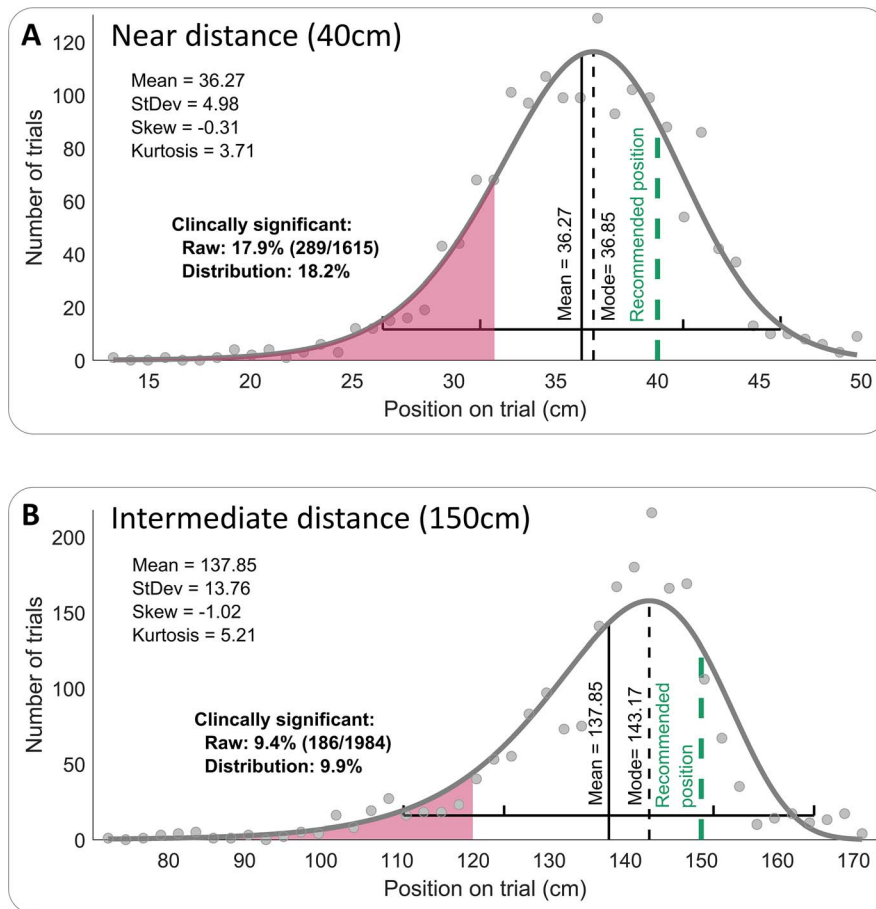 A Near distance (40cm)
Mean = 36.27
StDev = 4.98
Skew = -0.31
Kurtosis = 3.71
Clincally significant:
Raw: 17.9% (289/1615)
Distribution: 18.2%
Mean = 36.27
Mode= 36.85
Recommended position
Number of trials
120
100
80
60
40
20
0
15 20 25 30 35 40 45 50
Position on trial (cm)
B Intermediate distance (150cm)
Mean = 137.85
StDev = 13.76
Skew = -1.02
Kurtosis = 5.21
Clincally significant:
Raw: 9.4% (186/1984)
Distribution: 9.9%
Mean = 137.85
Mode= 143.17
Recommended
position
Number of trials
200
150
100
50
0
80 90 100 110 120 130 140 150 160 170
Position on trial (cm)